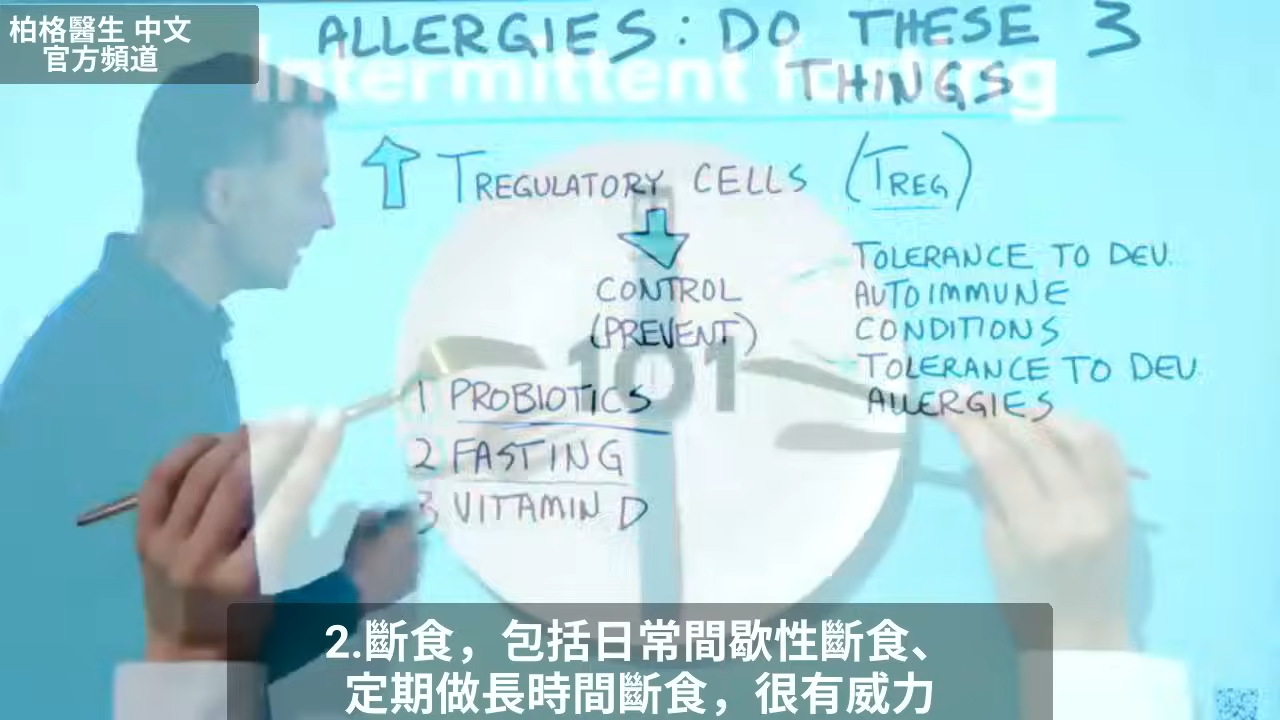 柏格醫生 中文
官方頻道
ALLERGIES: DO THESE 3
THINGS
Intermittent fasting
↑ TREGULATORY CELLS (TREG)
CONTROL
(PREVENT)
TOLERANCE TO DEV.
AUTOIMMUNE
CONDITIONS
TOLERANCE TO DEV
ALLERGIES
101
1 PROBIOTICS
2 FASTING
3 VITAMIN D
2.斷食，包括日常間歇性斷食、
定期做長時間斷食，很有威力